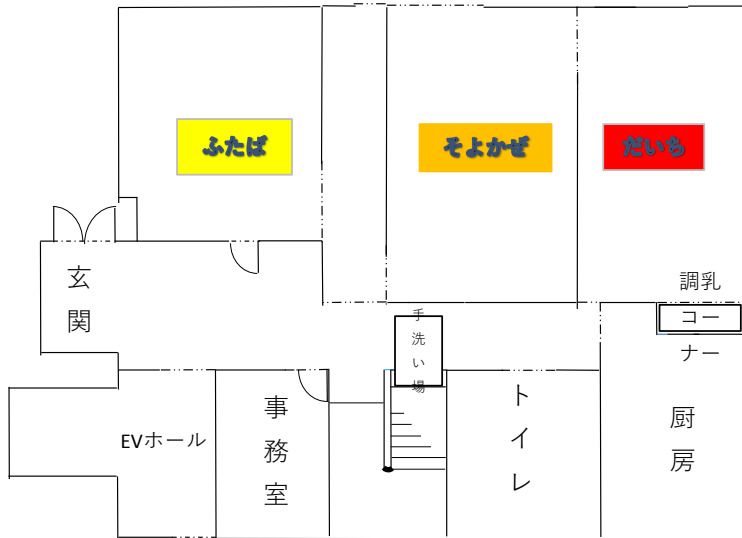 ふたば
そよかぜ
だいち
玄関
調乳
コー
ナー
手洗い場
EVホール
事務室
トイレ
厨房